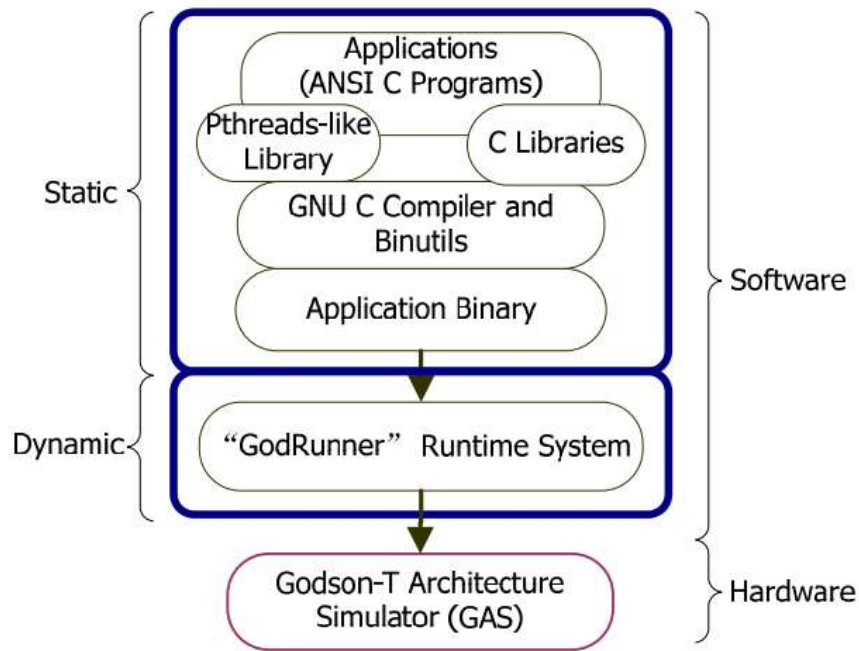 Applications
(ANSI C Programs)
Pthreads-like
Library
C Libraries
Static
GNU C Compiler and
Binutils
Software
Application Binary
Dynamic
“GodRunner” Runtime System
Godson-T Architecture
Simulator (GAS)
Hardware